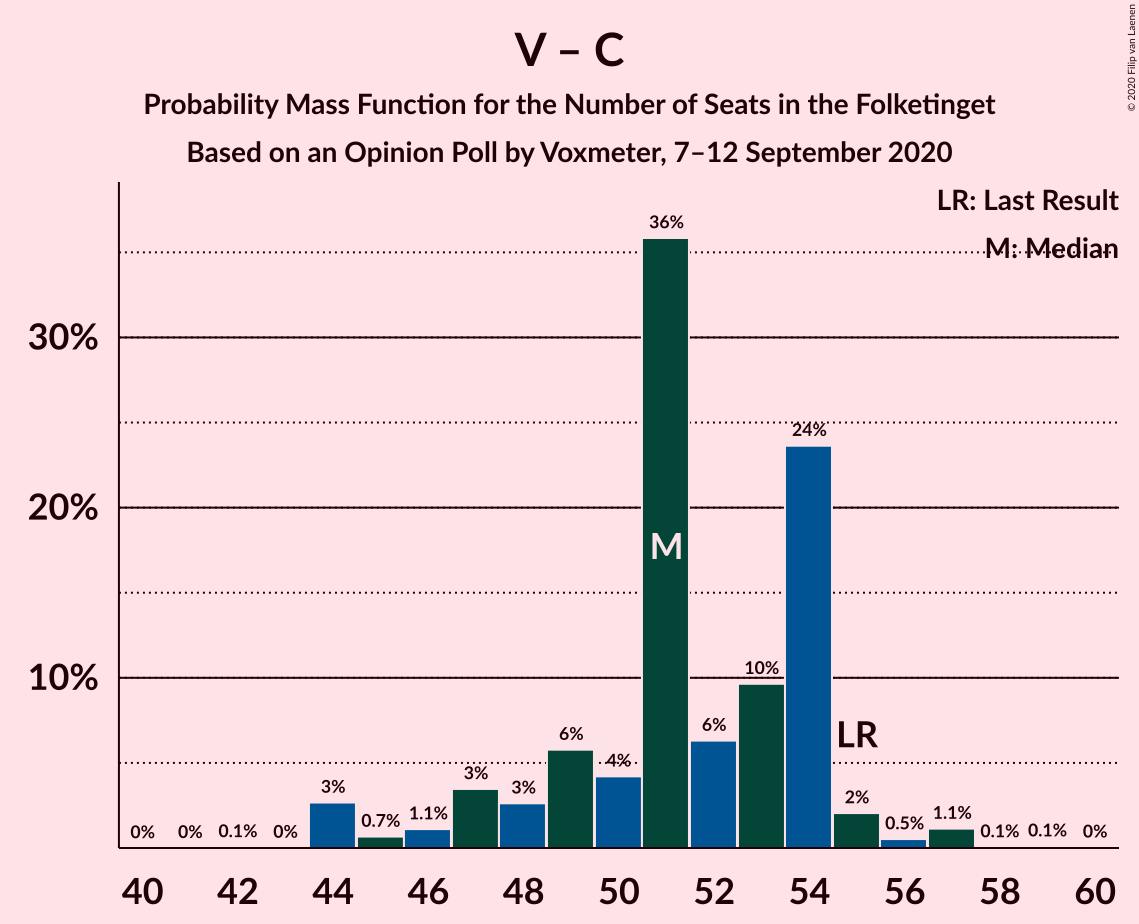 V – C
Probability Mass Function for the Number of Seats in the Folketinget
Based on an Opinion Poll by Voxmeter, 7–12 September 2020
© 2020 Filip van Laenen
LR: Last Result
M: Median
36%
30%
24%
20%
M
10%
10%
LR
6%
6%
4%
3%
3%
3%
2%
1.1%
1.1%
0.7%
0.5%
0%
0%
0.1%
0%
0.1%
0.1%
0%
40 42 44 46 48 50 52 54 56 58 60